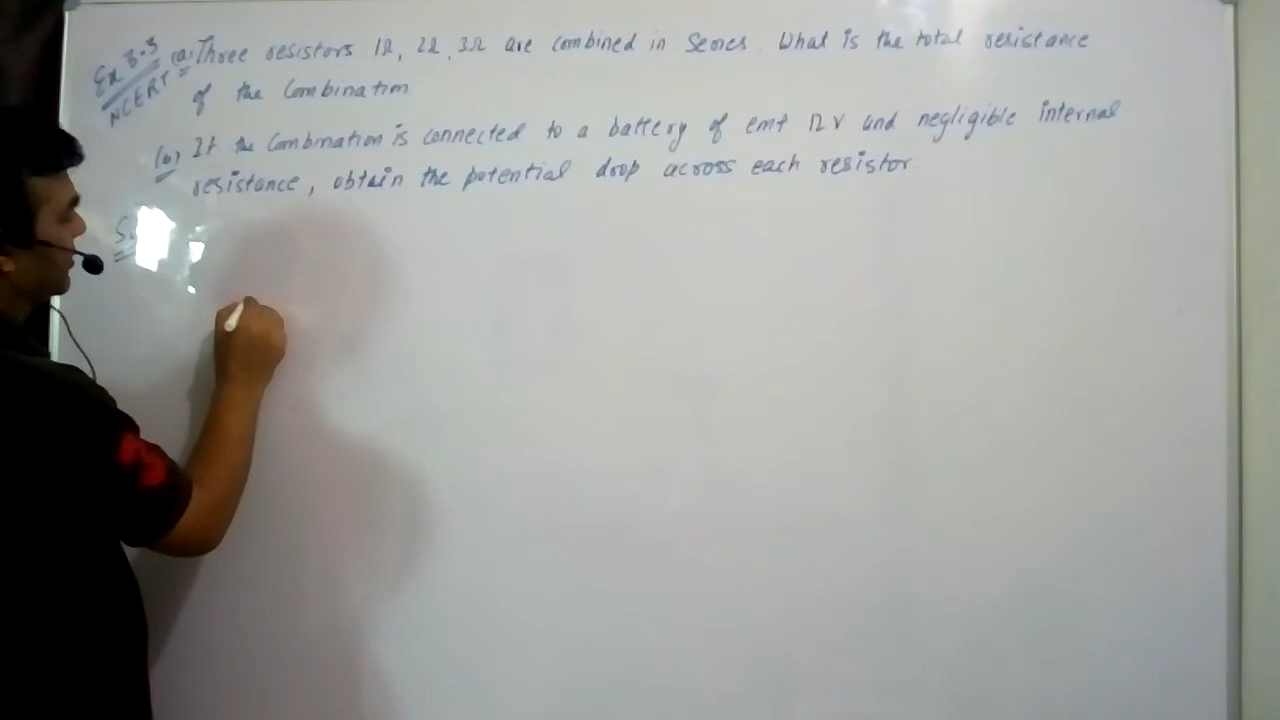 Ex 3.3 (a) Three resistors 1Ω, 2Ω, 3Ω are combined in Series. What is the total resistance
NCERT of the Combination
(b) If the Combination is connected to a battery of emf 12 V and negligible internal
resistance, obtain the potential drop across each resistor.